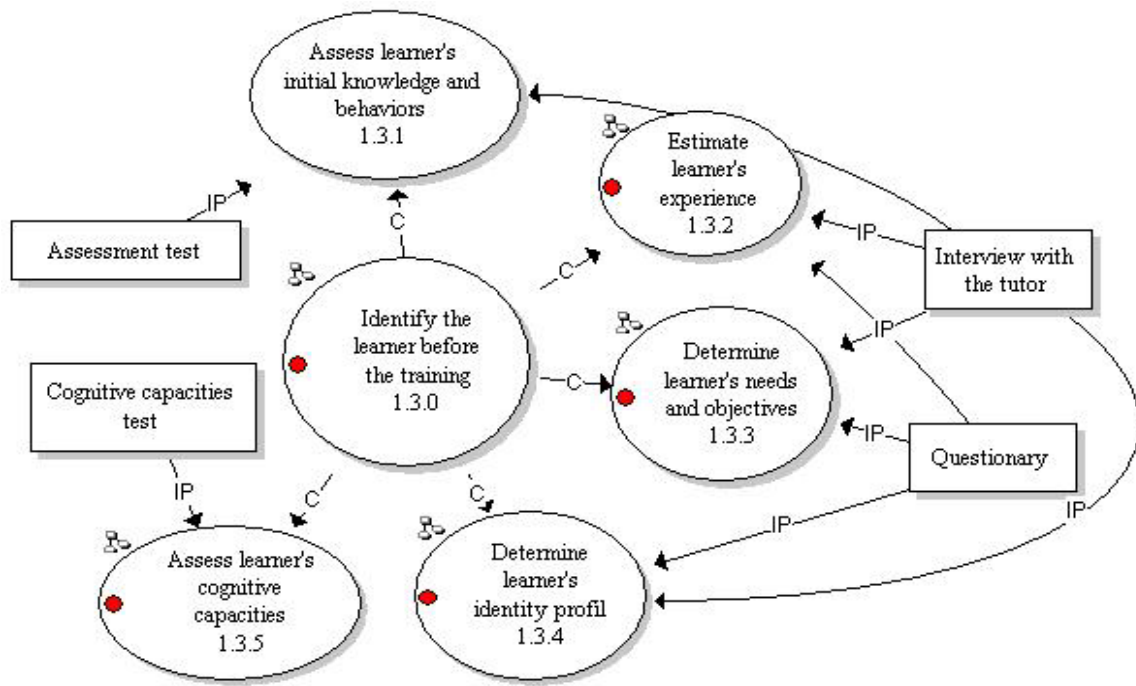 Assess learner's
initial knowledge and
behaviors
1.3.1
Estimate
learner's
experience
1.3.2
IP
Assessment test
C
IP
Interview with
the tutor
C
Identify the
learner before
the training
1.3.0
IP
Determine
learner's needs
and objectives
1.3.3
C
Cognitive capacities
test
IP
Questionary
IP
C
C
IP
IP
Assess learner's
cognitive
capacities
1.3.5
Determine
learner's
identity profil
1.3.4